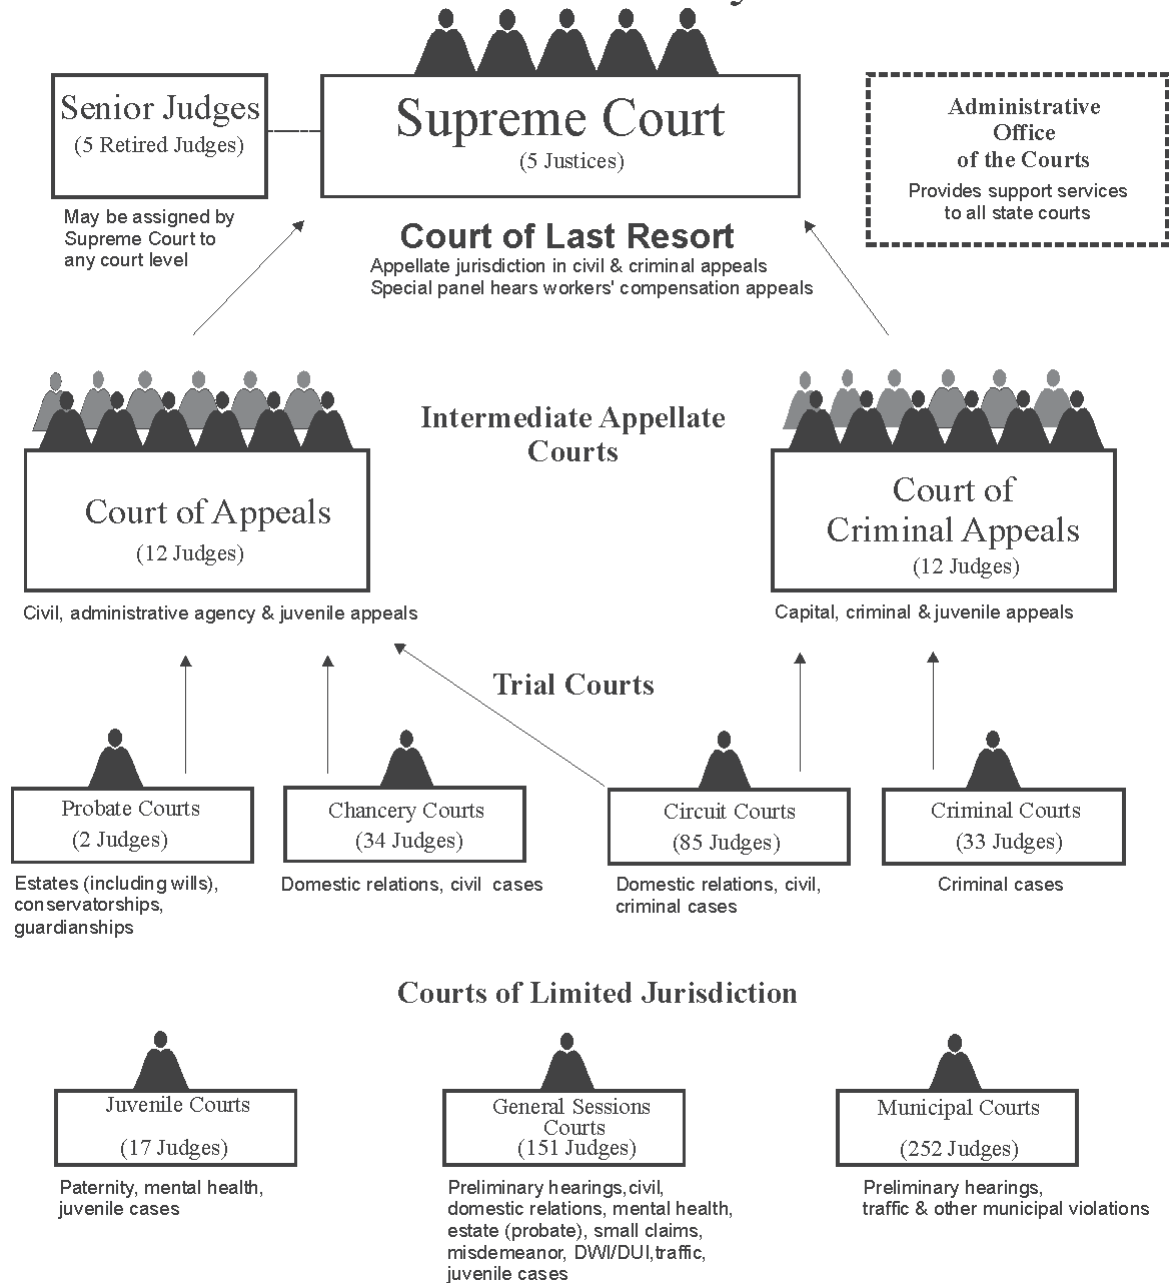 Senior Judges
(5 Retired Judges)
May be assigned by
Supreme Court to
any court level
Supreme Court
(5 Justices)
Court of Last Resort
Appellate jurisdiction in civil & criminal appeals
Special panel hears workers' compensation appeals
Administrative
Office
of the Courts
Provides support services
to all state courts
Intermediate Appellate
Courts
Court of Appeals
(12 Judges)
Civil, administrative agency & juvenile appeals
Court of
Criminal Appeals
(12 Judges)
Capital, criminal & juvenile appeals
Trial Courts
Probate Courts
(2 Judges)
Estates (including wills),
conservatorships,
guardianships
Chancery Courts
(34 Judges)
Domestic relations, civil cases
Circuit Courts
(85 Judges)
Domestic relations, civil,
criminal cases
Criminal Courts
(33 Judges)
Criminal cases
Courts of Limited Jurisdiction
Juvenile Courts
(17 Judges)
Paternity, mental health,
juvenile cases
General Sessions
Courts
(151 Judges)
Preliminary hearings,civil,
domestic relations, mental health,
estate (probate), small claims,
misdemeanor, DWI/DUI,traffic,
juvenile cases
Municipal Courts
(252 Judges)
Preliminary hearings,
traffic & other municipal violations